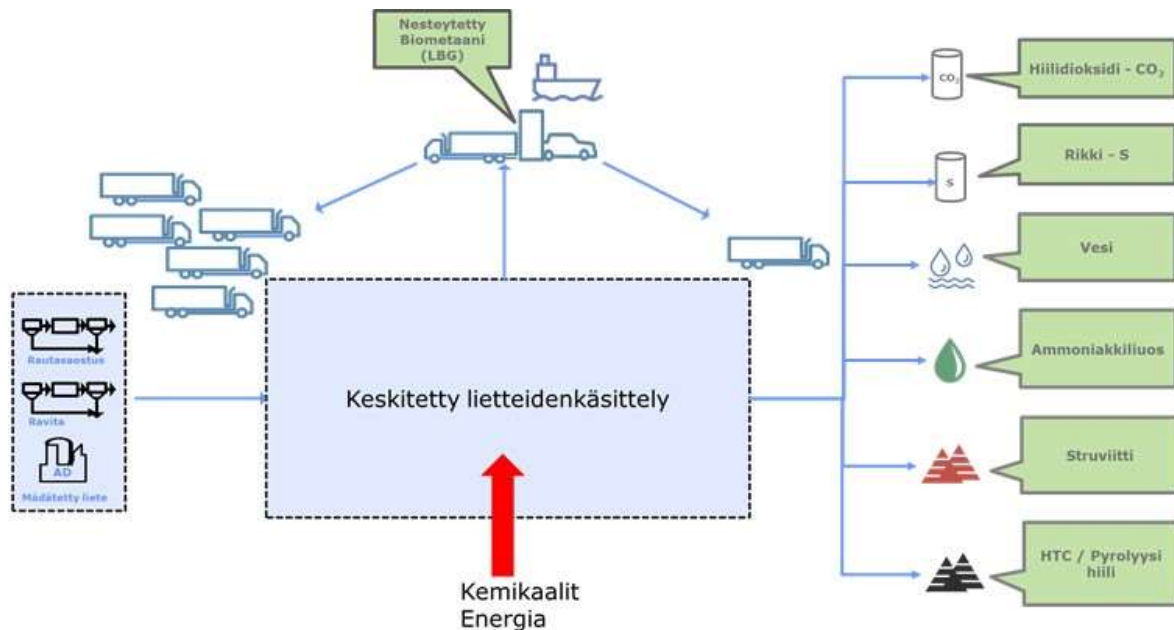 Nesteytetty
Biometaani
(LBG)
CO2
Hiilidioksidi - CO2
S
Rikki - S
Vesi
Rautasaostus
Ammoniakkiliuos
Ravita
Keskitetty lietteidenkäsittely
AD
Mädätetty liete
Struviitti
HTC / Pyrolyysi
hiili
Kemikaalit
Energia